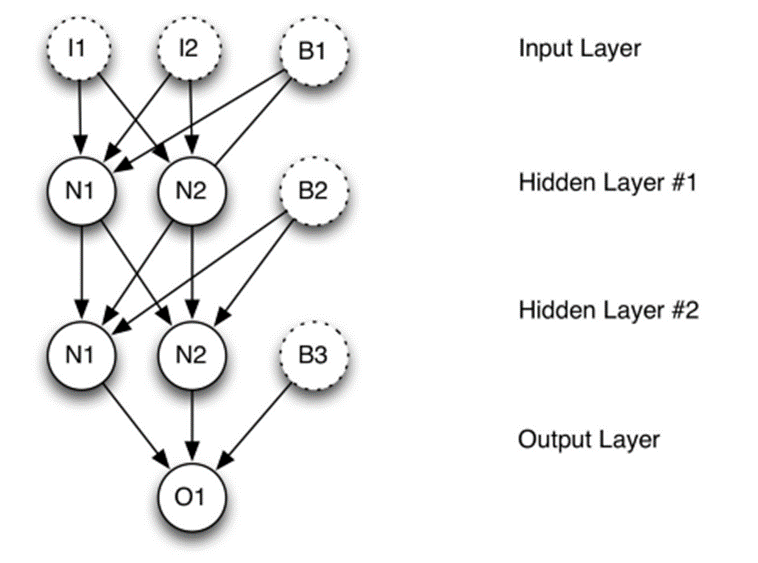 I1 I2 B1 Input Layer
N1 N2 B2 Hidden Layer #1
Hidden Layer #2
N1 N2 B3
Output Layer
O1